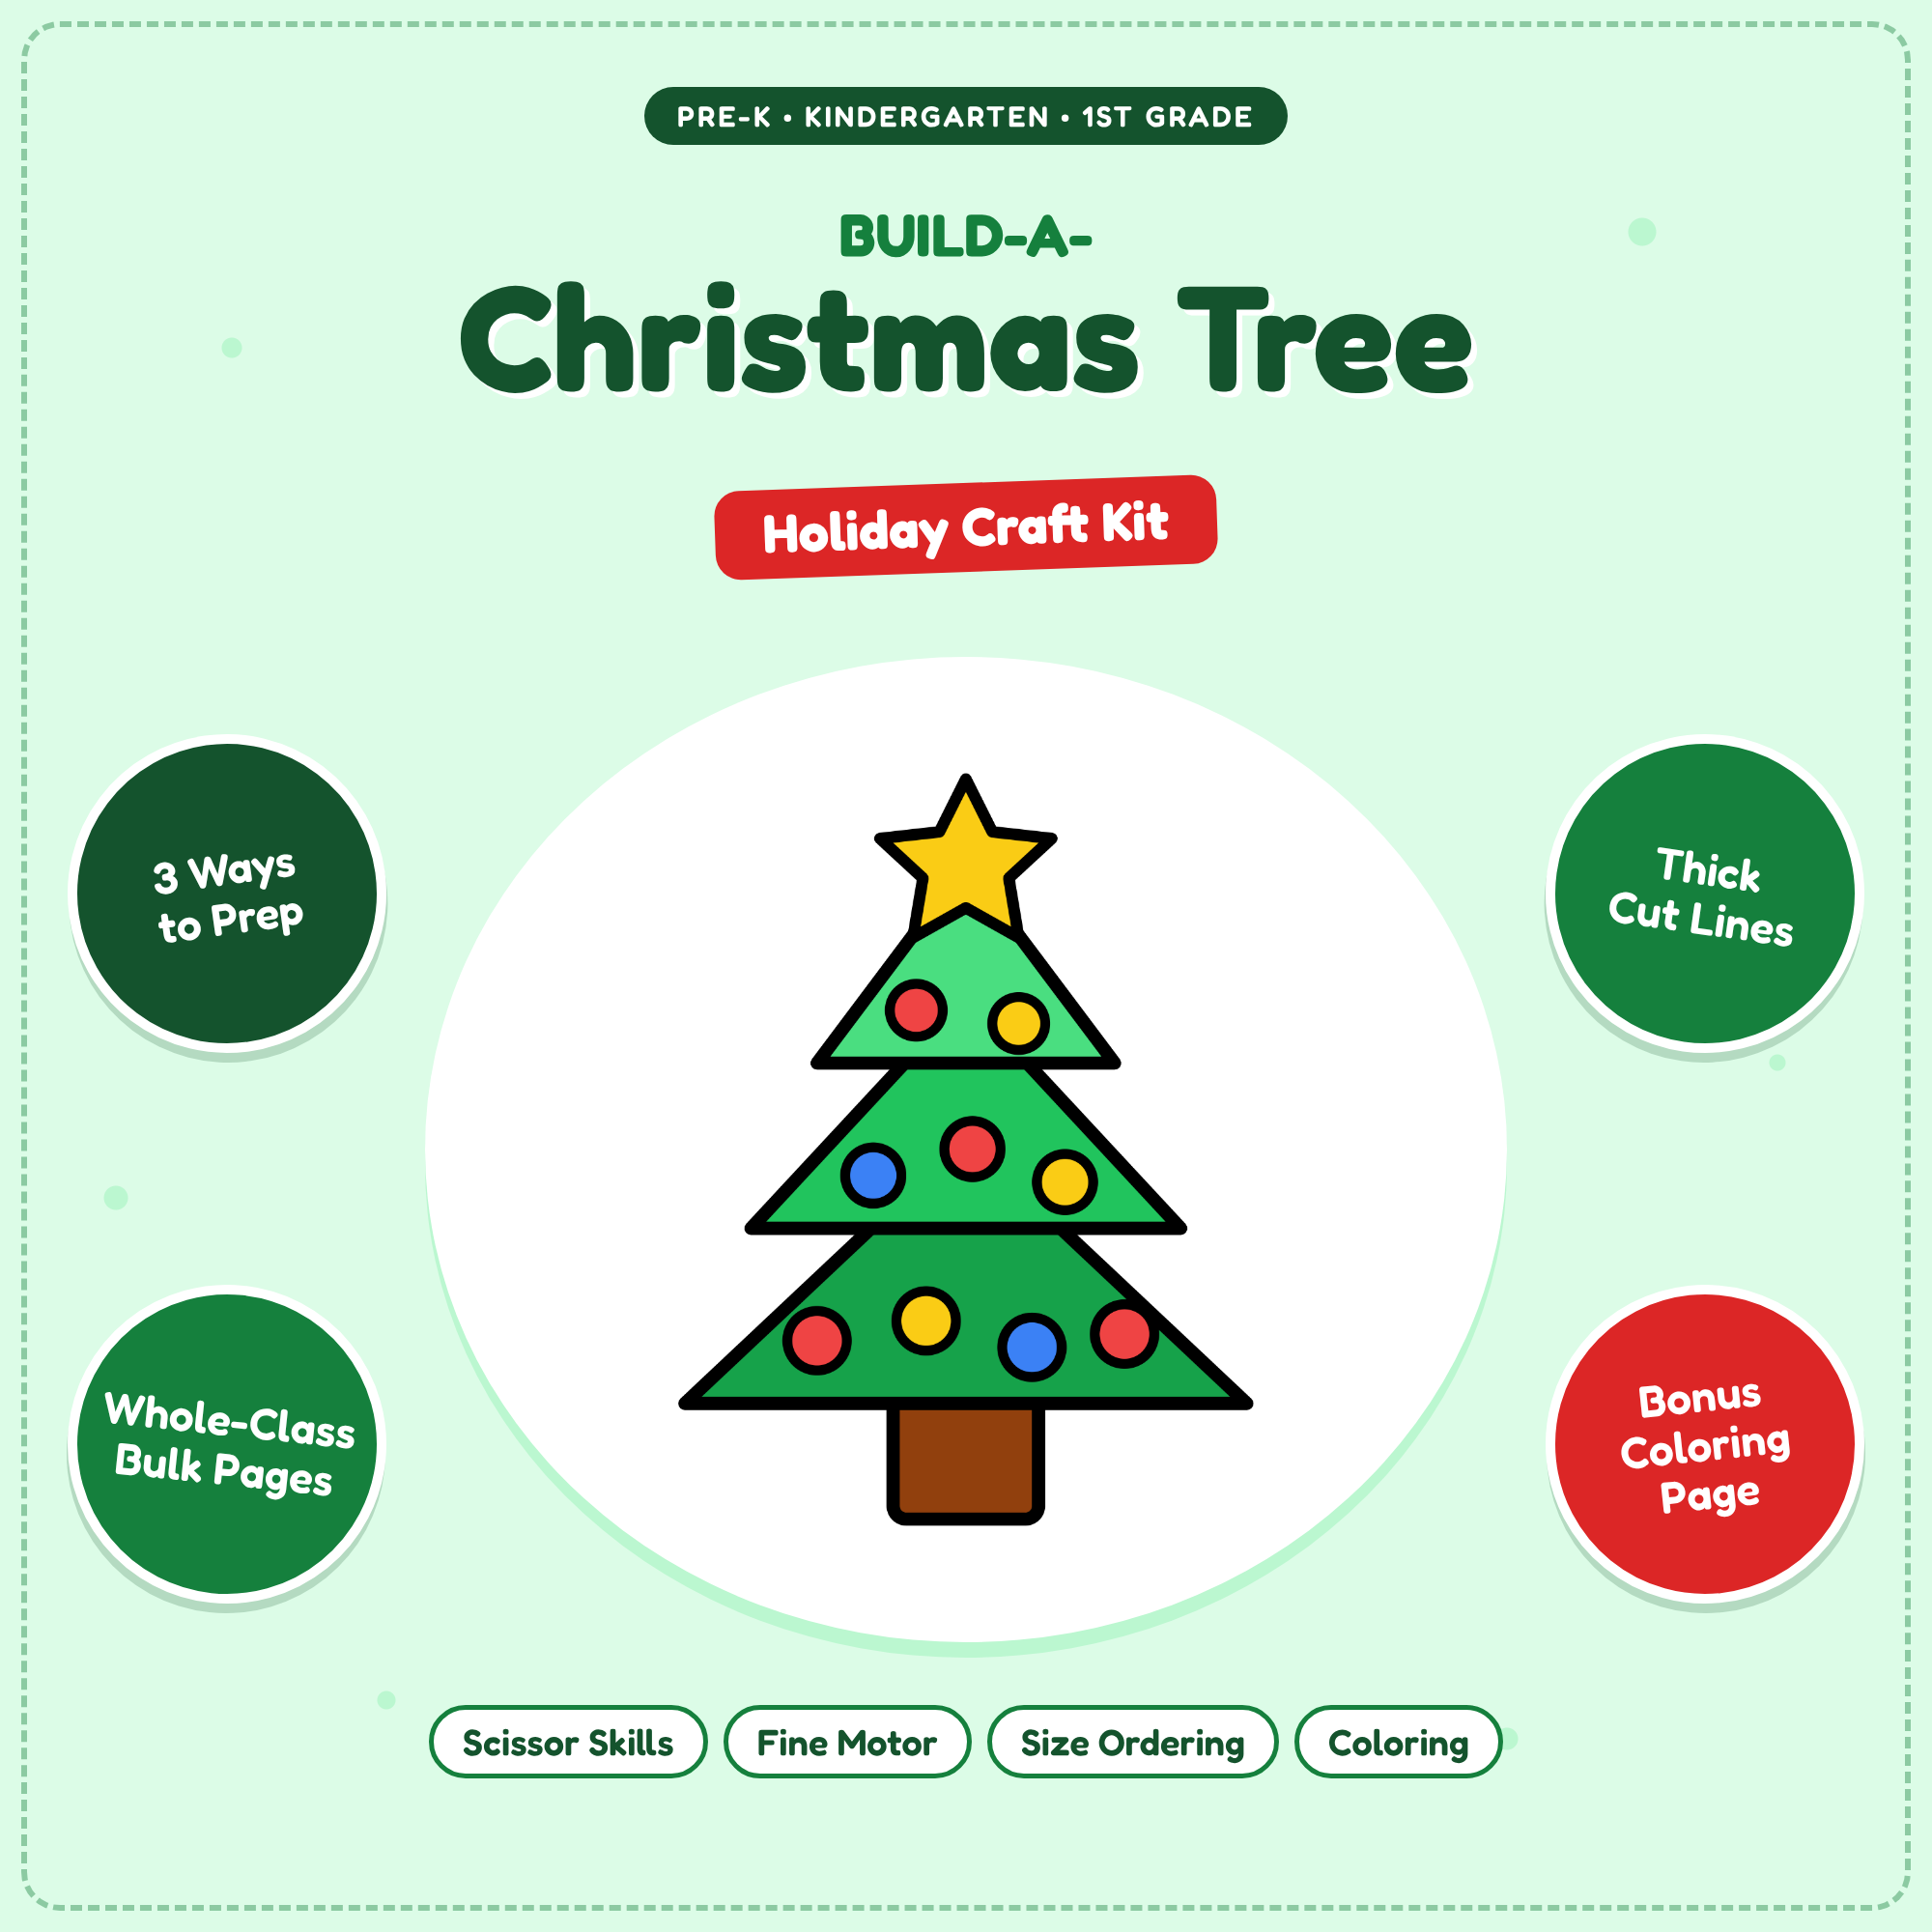 PRE-K • KINDERGARTEN • 1ST GRADE
BUILD-A-
Christmas Tree
Holiday Craft Kit
3 Ways
to Prep
Thick
Cut Lines
Whole-Class
Bulk Pages
Bonus
Coloring
Page
Scissor Skills
Fine Motor
Size Ordering
Coloring